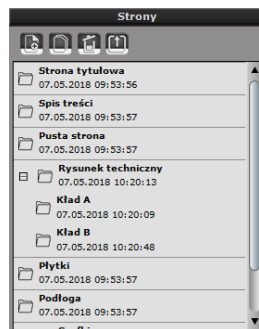 Strony
Strona tytułowa
07.05.2018 09:53:56
Spis treści
07.05.2018 09:53:57
Pusta strona
07.05.2018 09:53:57
Rysunek techniczny
07.05.2018 10:20:13
Kład A
07.05.2018 10:20:09
Kład B
07.05.2018 10:20:48
Płytki
07.05.2018 09:53:57
Podłoga
07.05.2018 09:53:57